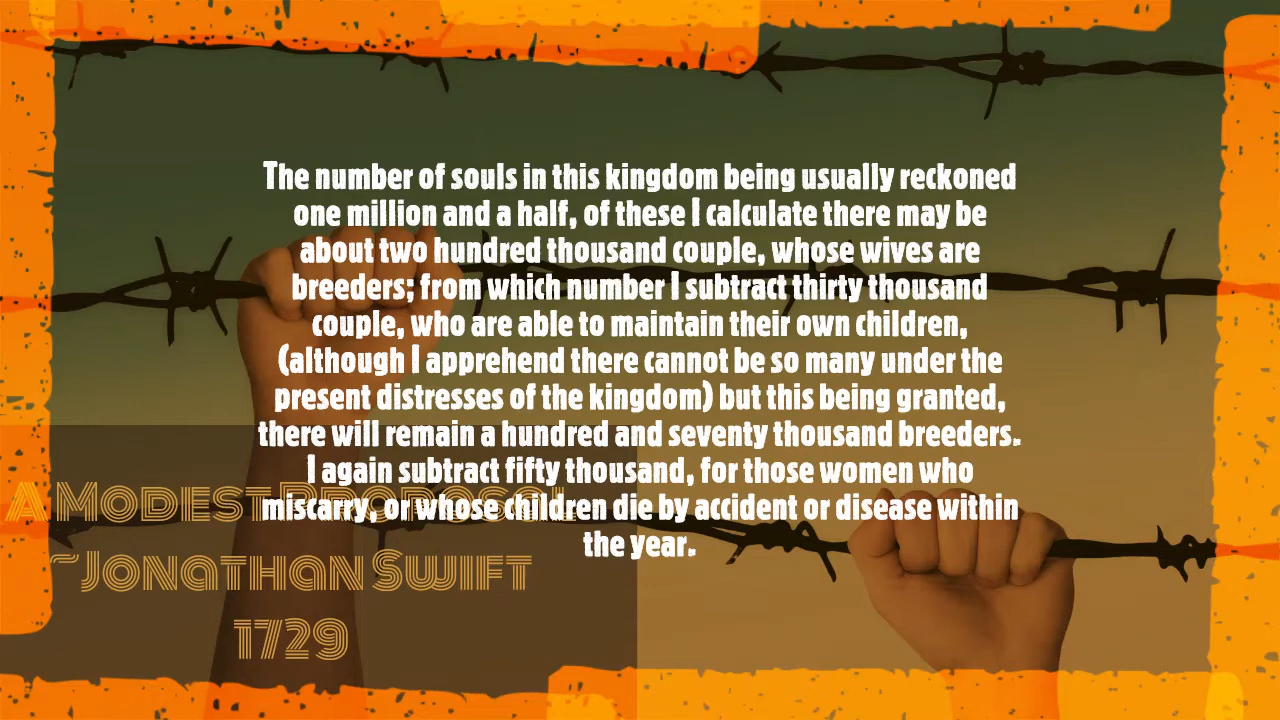 The number of souls in this kingdom being usually reckoned
one million and a half, of these I calculate there may be
about two hundred thousand couple, whose wives are
breeders; from which number I subtract thirty thousand
couple, who are able to maintain their own children,
(although I apprehend there cannot be so many under the
present distresses of the kingdom) but this being granted,
there will remain a hundred and seventy thousand breeders.
I again subtract fifty thousand, for those women who
miscarry, or whose children die by accident or disease within
the year.
A Modest Proposal
~Jonathan Swift
1729